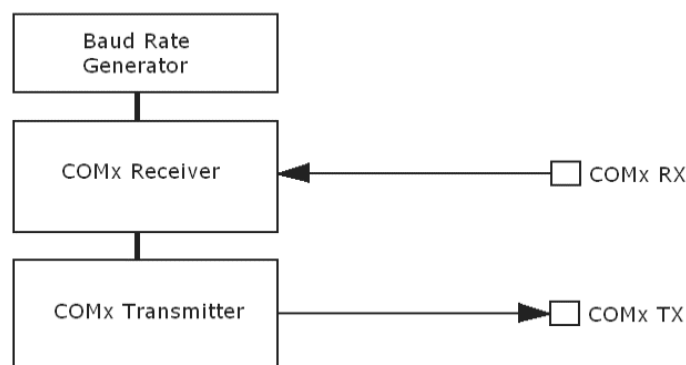 Baud Rate
Generator
COMx Receiver
COMx RX
COMx Transmitter
COMx TX